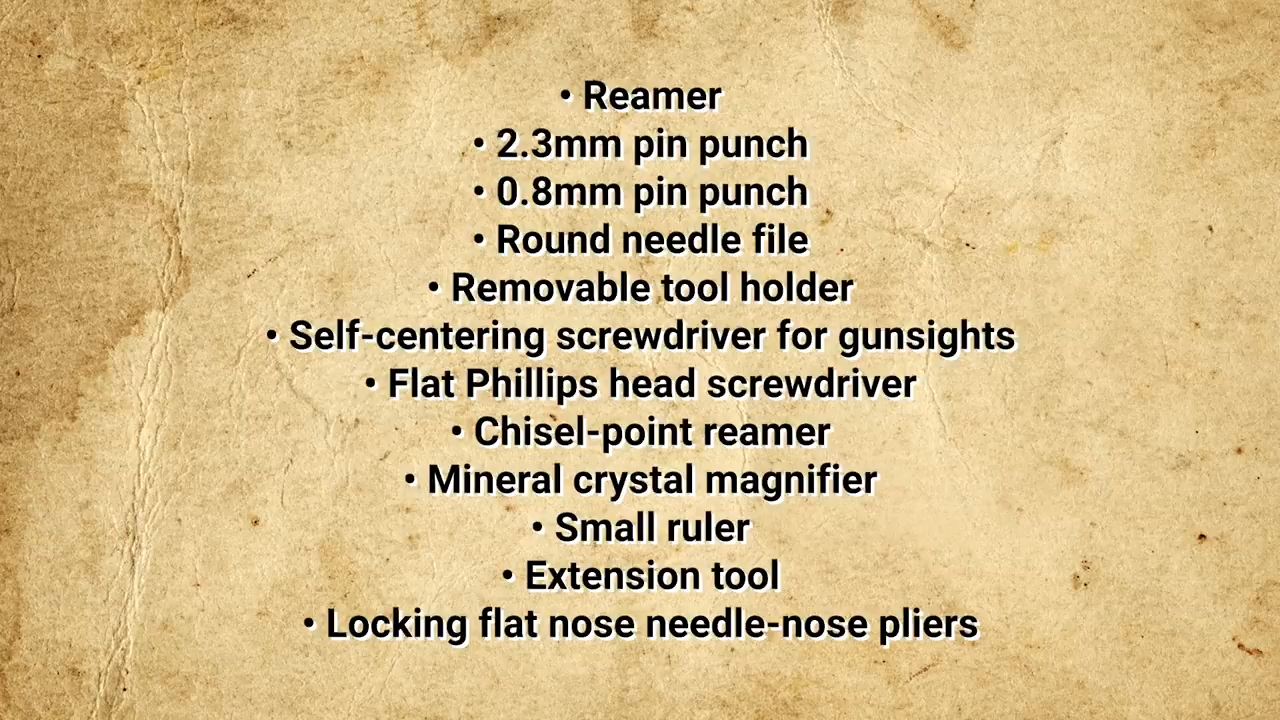 • Reamer
• 2.3mm pin punch
• 0.8mm pin punch
• Round needle file
• Removable tool holder
• Self-centering screwdriver for gunsights
• Flat Phillips head screwdriver
• Chisel-point reamer
• Mineral crystal magnifier
• Small ruler
• Extension tool
• Locking flat nose needle-nose pliers